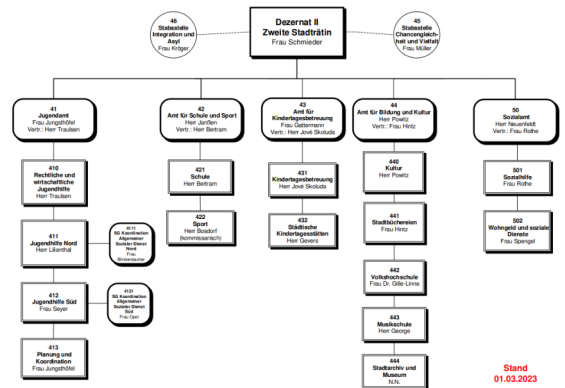 46
Stabsstelle
Integration und
Asyl
Frau Kröger
Dezernat II
Zweite Stadträtin
Frau Schmieder
45
Stabsstelle
Chancengleich-
heit und Vielfalt
Frau Müller
41
Jugendamt
Frau Jungsthöfel
Vertr.: Herr Traulsen
42
Amt für Schule und Sport
Herr Janßen
Vertr.: Herr Bertram
43
Amt für
Kindertagesbetreuung
Frau Gattermann
Vertr.: Herr Jové Skoluda
44
Amt für Bildung und Kultur
Herr Powitz
Vertr.: Frau Hintz
50
Sozialamt
Herr Neuenfeldt
Vertr.: Frau Rothe
410
Rechtliche und
wirtschaftliche
Jugendhilfe
Herr Traulsen
421
Schule
Herr Bertram
431
Kindertagesbetreuung
Herr Jové Skoluda
440
Kultur
Herr Powitz
501
Sozialhilfe
Frau Rothe
411
Jugendhilfe Nord
Herr Lilienthal
4111
SG Koordination
Allgemeiner
Sozialer Dienst
Nord
Frau
422
Sport
Herr Bosdorf
(kommissarisch)
432
Städtische
Kindertagesstätten
Herr Gevers
441
Stadtbüchereien
Frau Hintz
502
Wohngeld und soziale
Dienste
Frau Spengel
412
Jugendhilfe Süd
Frau Seyer
4121
SG Koordination
Allgemeiner
Sozialer Dienst
Süd
Frau Opel
442
Volkshochschule
Frau Dr. Gille-Linne
413
Planung und
Koordination
Frau Jungsthöfel
443
Musikschule
Herr George
444
Stadtarchiv und
Museum
N.N.
Stand
01.03.2023